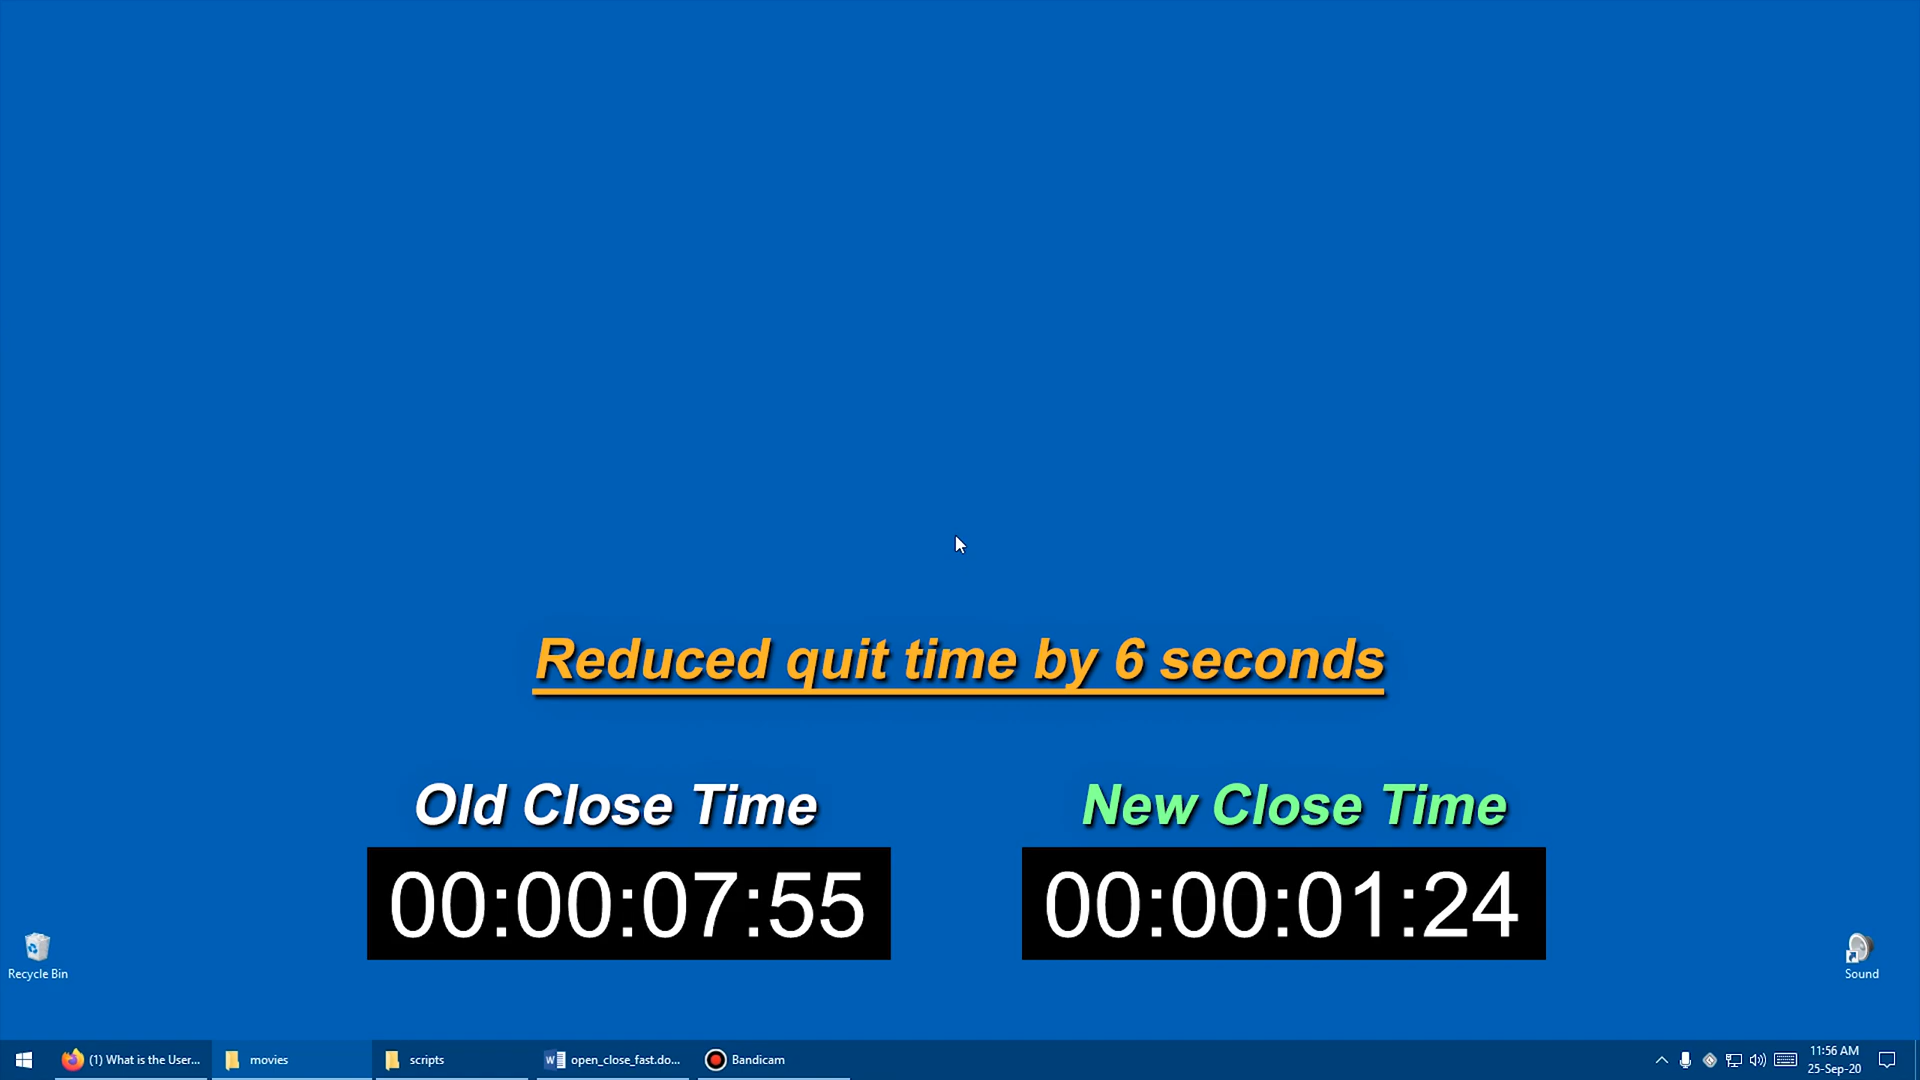 Reduced quit time by 6 seconds
Old Close Time
New Close Time
00:00:07:55
00:00:01:24
Recycle Bin
Sound
(1) What is the User...
movies
scripts
open_close_fast.do...
Bandicam
11:56 AM
25-Sep-20